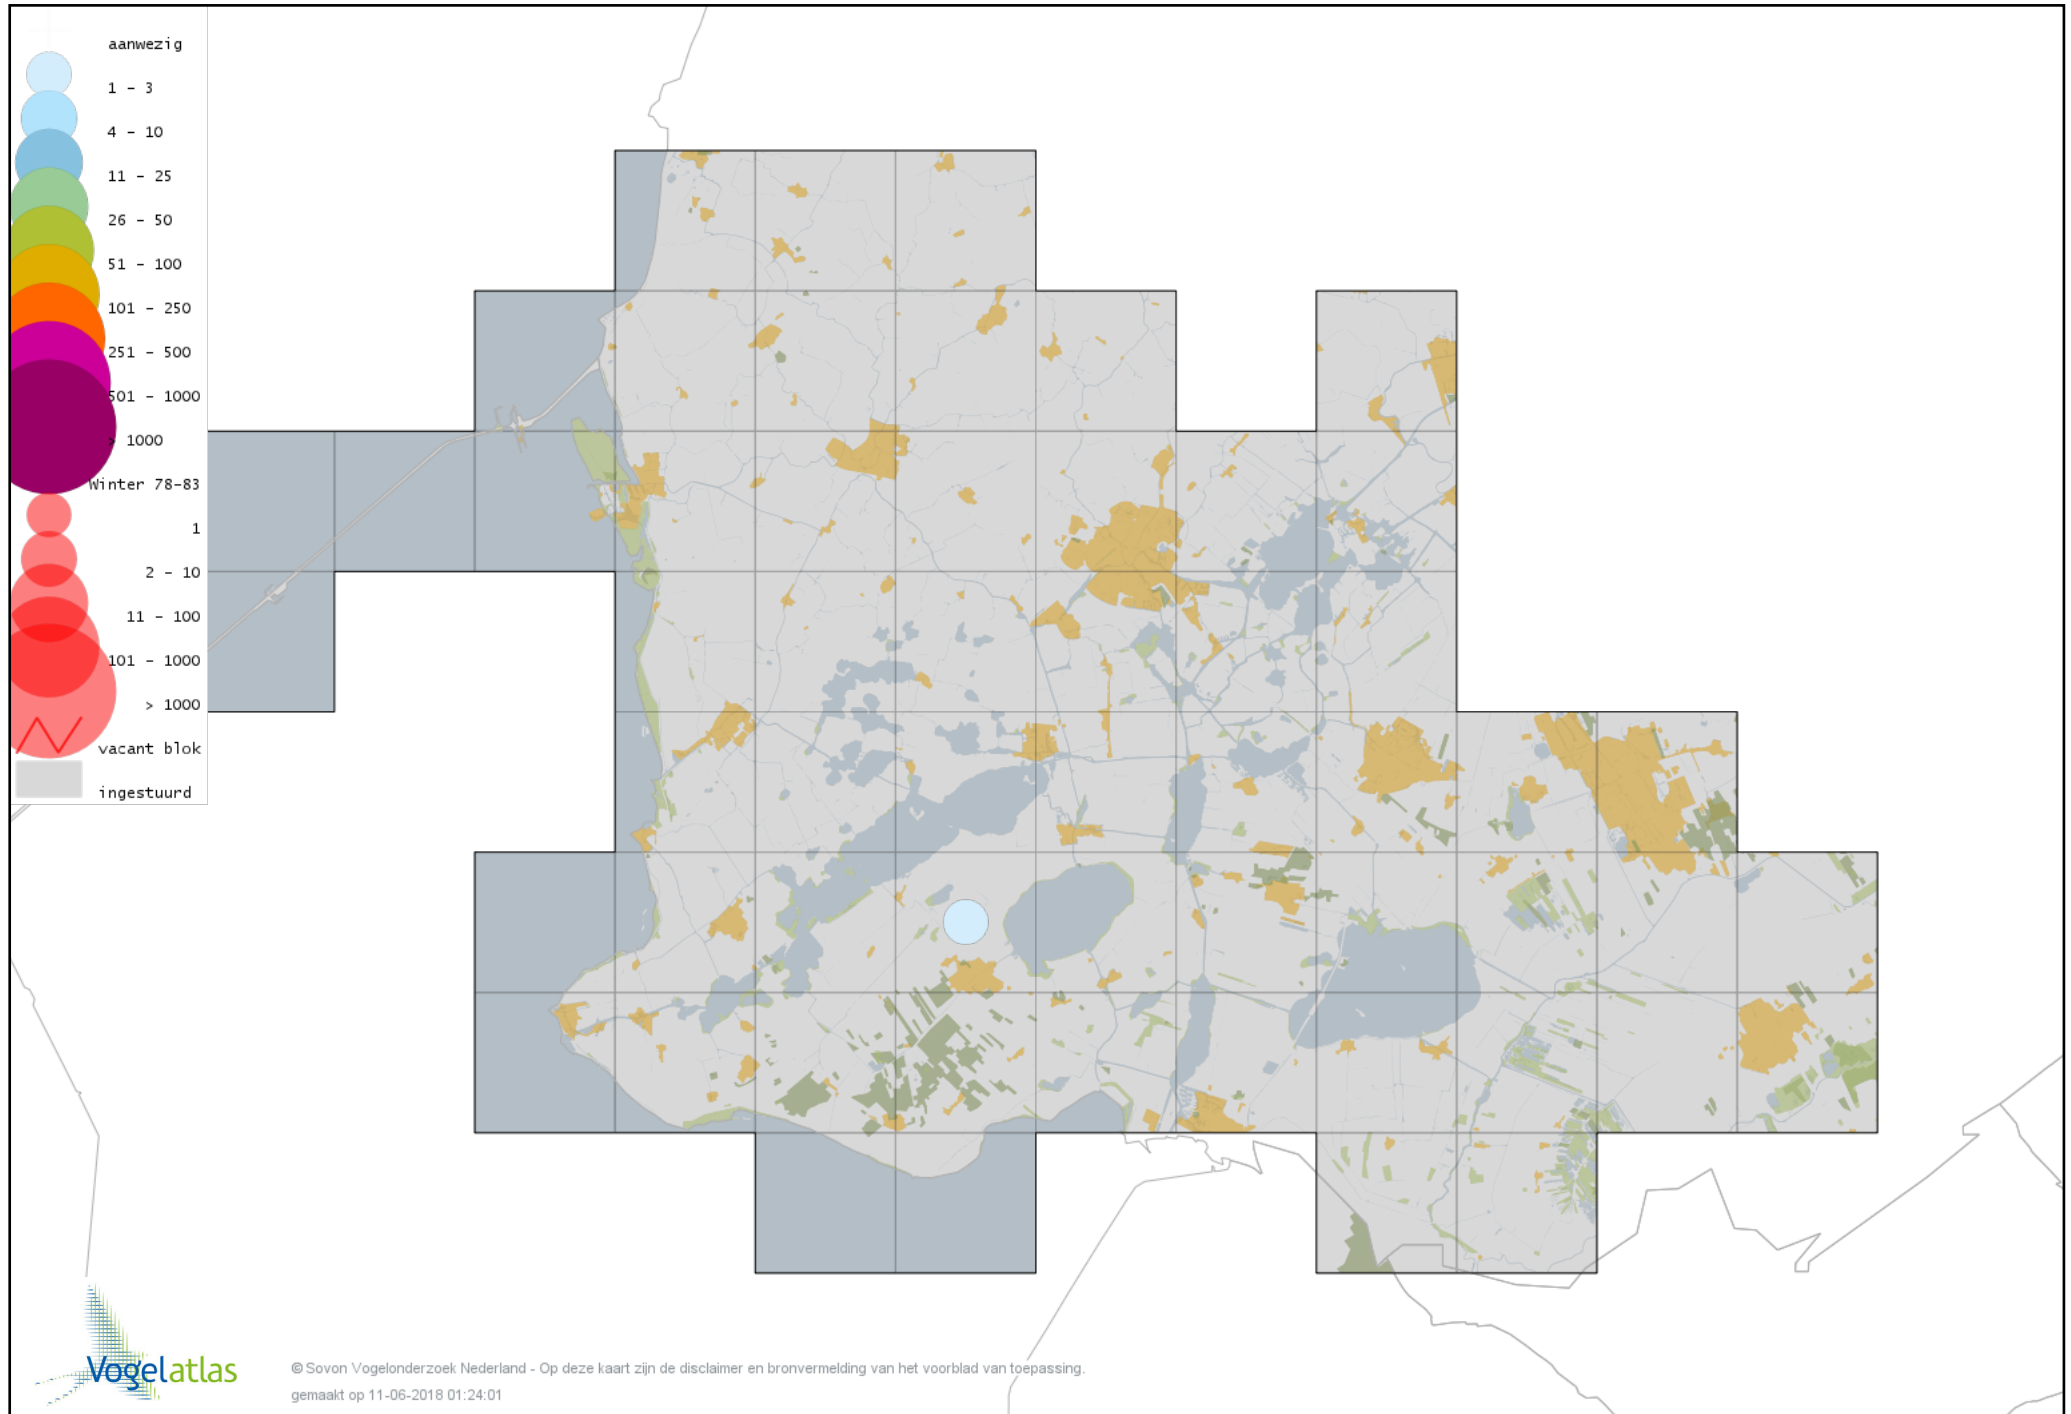 aanwezig
1 - 3
4 - 10
11 - 25
26 - 50
51 - 100
101 - 250
251 - 500
501 - 1000
> 1000
Winter 78-83
1
2 - 10
11 - 100
101 - 1000
> 1000
vacant blok
ingestuurd
Vogelatlas
© Sovon Vogelonderzoek Nederland - Op deze kaart zijn de disclaimer en bronvermelding van het voorblad van toepassing.
gemaakt op 11-06-2018 01:24:01